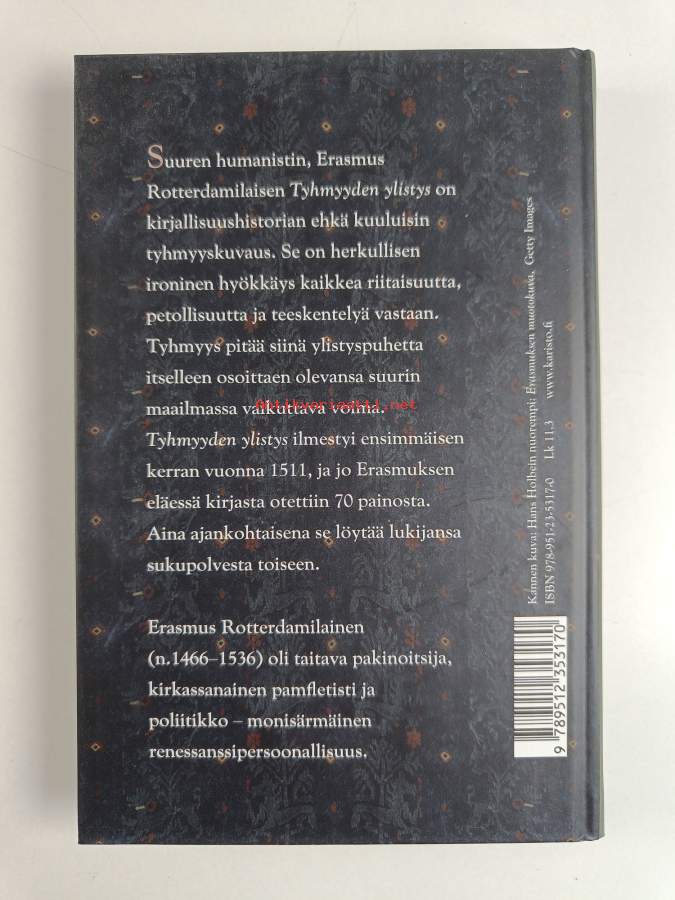 Suuren humanistin, Erasmus
Rotterdamilaisen Tyhmyyden ylistys on
kirjallisuushistorian ehkä kuuluisin
tyhmyyskuvaus. Se on herkullisen
ironinen hyökkäys kaikkea riitaisuutta,
petollisuutta ja teeskentelyä vastaan.
Tyhmyys pitää siinä ylistyspuhetta
itselleen osoittaen olevansa suurin
maailmassa vaikuttava voima.
Antikvariaatti.net
Tyhmyyden ylistys ilmestyi ensimmäisen
kerran vuonna 1511, ja jo Erasmuksen
eläessä kirjasta otettiin 70 painosta.
Aina ajankohtaisena se löytää lukijansa
sukupolvesta toiseen.
Erasmus Rotterdamilainen
(n.1466–1536) oli taitava pakinoitsija,
kirkassanainen pamfletisti ja
poliitikko – monisärmäinen
renessanssipersoonallisuus.
Kannen kuva: Hans Holbein nuorempi: Erasmuksen muotokuva, Getty Images
ISBN 978-951-23-5317-0 Lk 11.3 www.karisto.fi
9 789512 353170